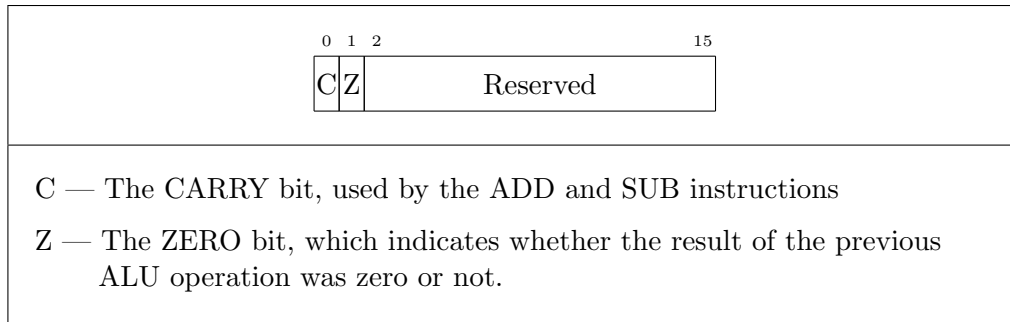 0 1 2 15
C Z Reserved
C — The CARRY bit, used by the ADD and SUB instructions
Z — The ZERO bit, which indicates whether the result of the previous
ALU operation was zero or not.